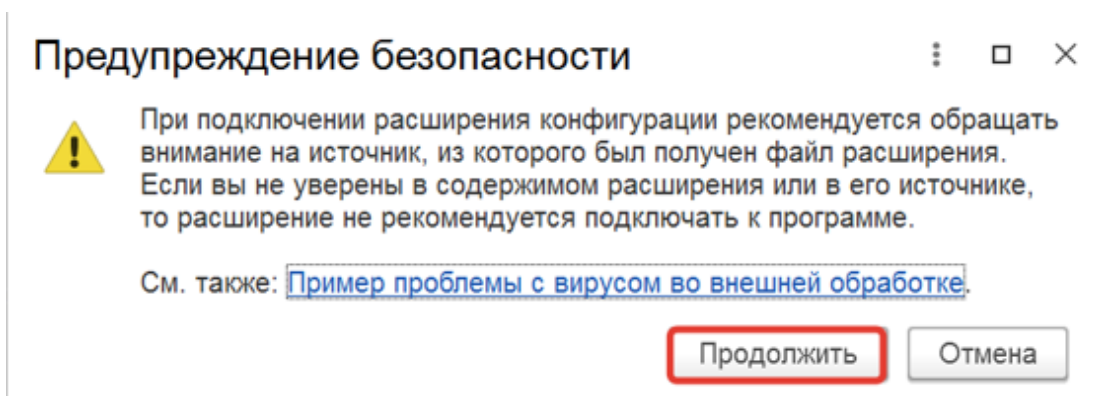 Предупреждение безопасности
При подключении расширения конфигурации рекомендуется обращать
внимание на источник, из которого был получен файл расширения.
Если вы не уверены в содержимом расширения или в его источнике,
то расширение не рекомендуется подключать к программе.
См. также: Пример проблемы с вирусом во внешней обработке.
Продолжить
Отмена